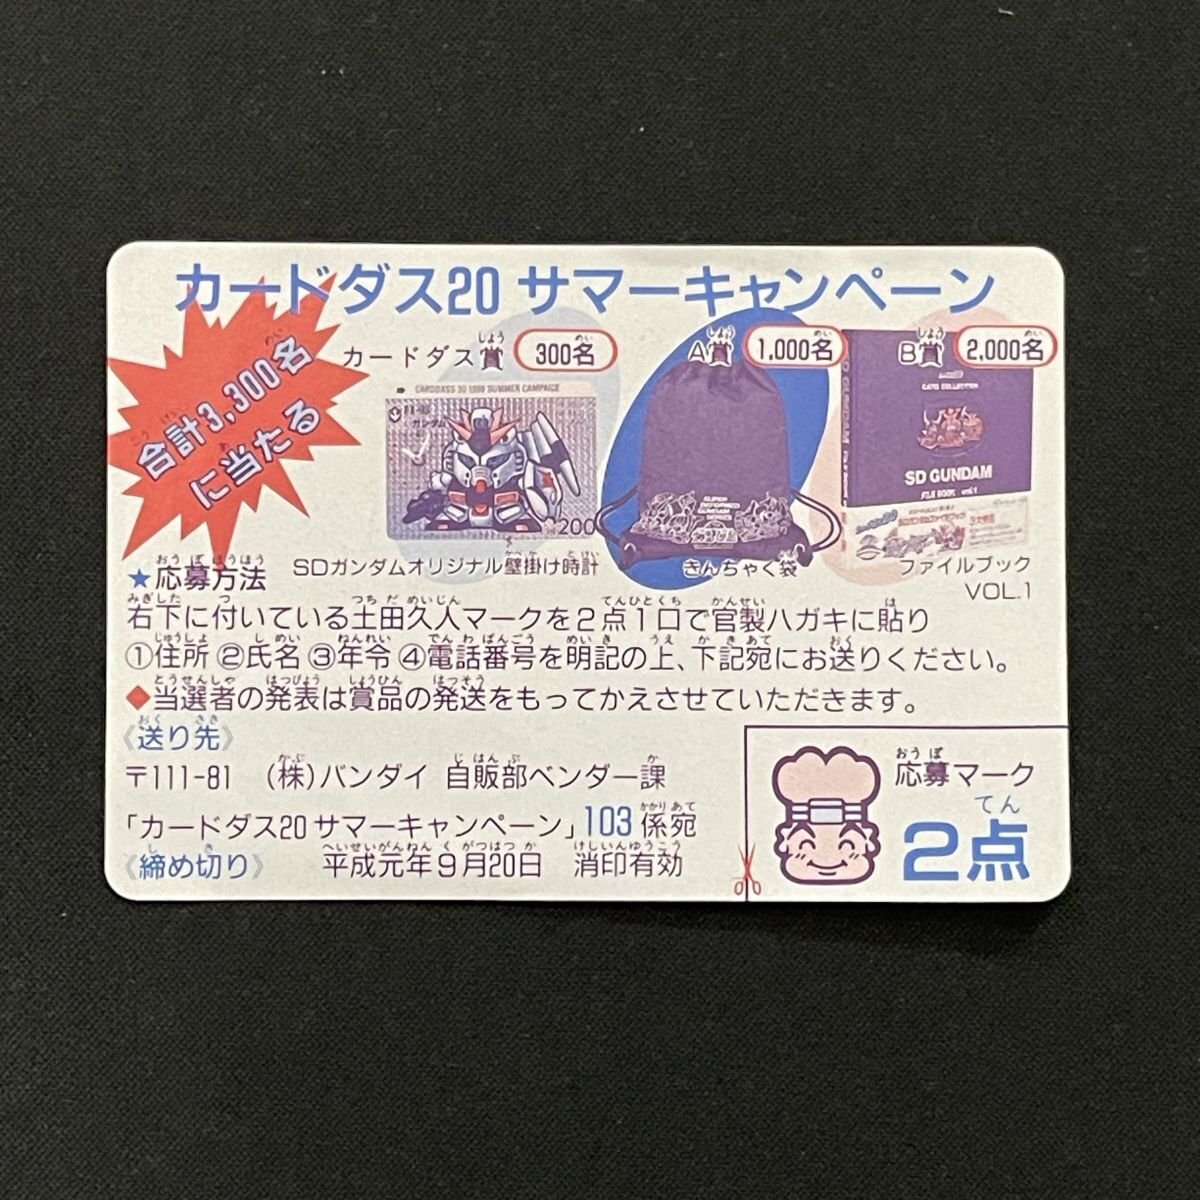 カードダス20 サマーキャンペーン
合計3,300名
に当たる
カードダス賞 300名
A賞 1,000名
B賞 2,000名
CARDDASS 20 1989 SUMMER CAMPAIGN
ガンダム
200
SD GUNDAM
SDガンダムオリジナル壁掛け時計
きんちゃく袋
ファイルブック
VOL.1
★応募方法
右下に付いている土田久人マークを2点1口で官製ハガキに貼り
①住所 ②氏名 ③年令 ④電話番号を明記の上、下記宛にお送りください。
◆当選者の発表は賞品の発送をもってかえさせていただきます。
《送り先》
〒111-81 (株)バンダイ 自販部ベンダー課
「カードダス20 サマーキャンペーン」103 係宛
《締め切り》 平成元年9月20日 消印有効
応募マーク
2点